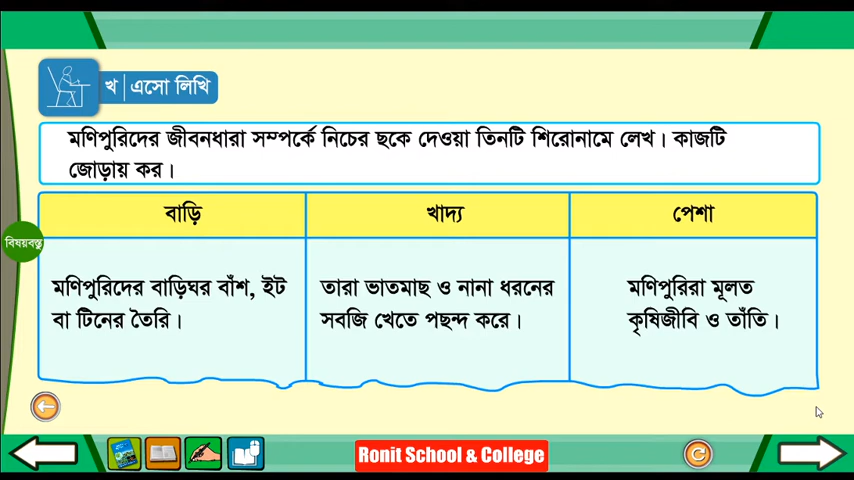 খ | এসো লিখি
মণিপুরিদের জীবনধারা সম্পর্কে নিচের ছকে দেওয়া তিনটি শিরোনামে লেখ। কাজটি
জোড়ায় কর।
বাড়ি
খাদ্য
পেশা
বিষয়বস্তু
মণিপুরিদের বাড়িঘর বাঁশ, ইট
বা টিনের তৈরি।
তারা ভাতমাছ ও নানা ধরনের
সবজি খেতে পছন্দ করে।
মণিপুরিরা মূলত
কৃষিজীবি ও তাঁতি।
Ronit School & College